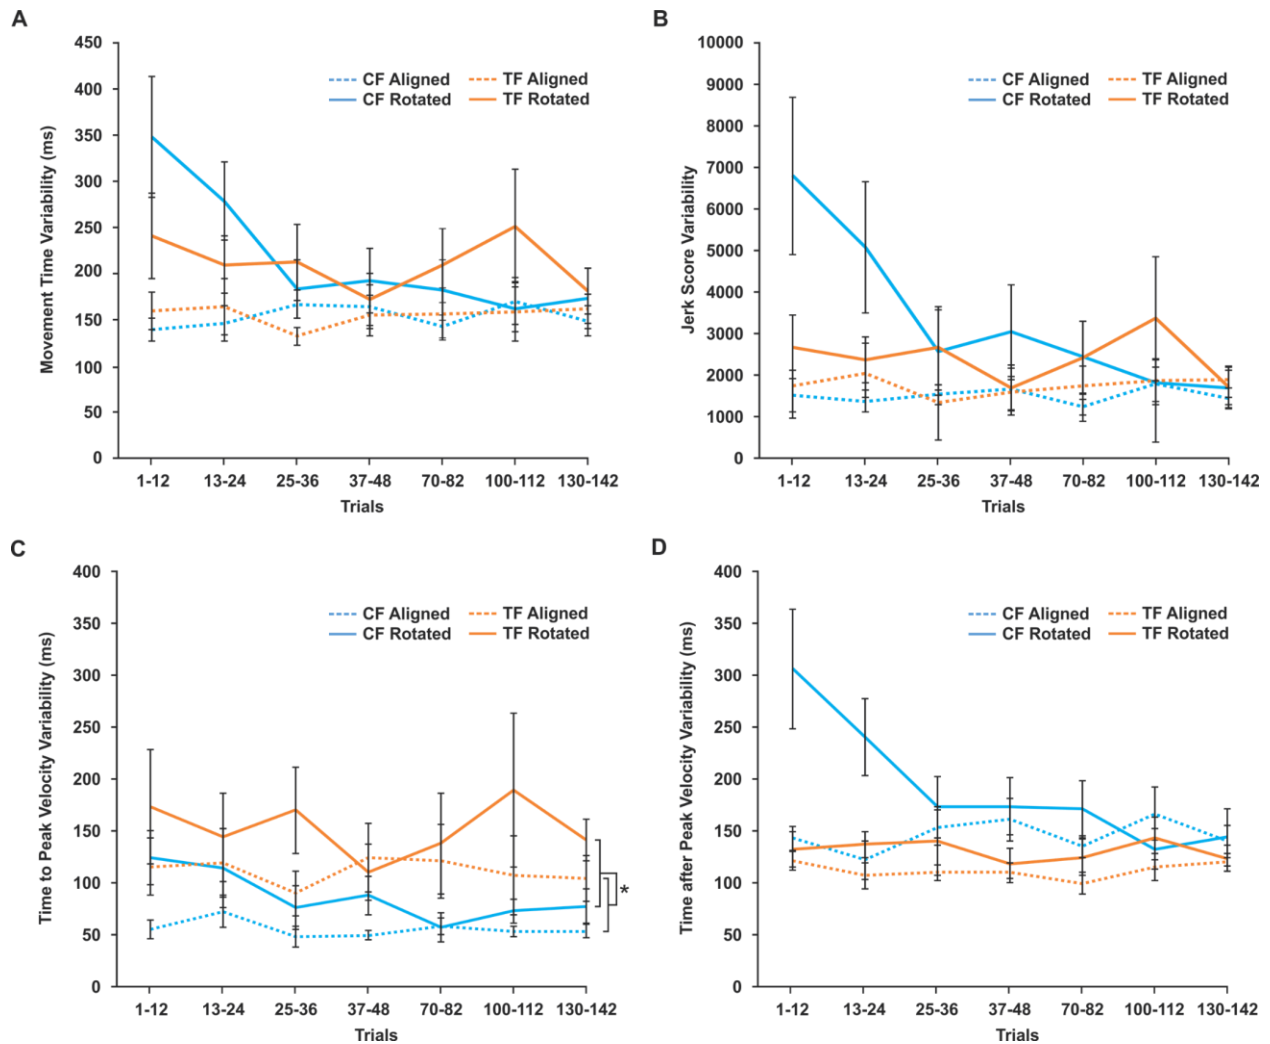 A
Movement Time Variability (ms)
450
400
350
300
250
200
150
100
50
0
CF Aligned TF Aligned
CF Rotated TF Rotated
1-12 13-24 25-36 37-48 70-82 100-112 130-142
Trials
B
Jerk Score Variability
10000
9000
8000
7000
6000
5000
4000
3000
2000
1000
0
CF Aligned TF Aligned
CF Rotated TF Rotated
1-12 13-24 25-36 37-48 70-82 100-112 130-142
Trials
C
Time to Peak Velocity Variability (ms)
400
350
300
250
200
150
100
50
0
CF Aligned TF Aligned
CF Rotated TF Rotated
*
1-12 13-24 25-36 37-48 70-82 100-112 130-142
Trials
D
Time after Peak Velocity Variability (ms)
400
350
300
250
200
150
100
50
0
CF Aligned TF Aligned
CF Rotated TF Rotated
1-12 13-24 25-36 37-48 70-82 100-112 130-142
Trials